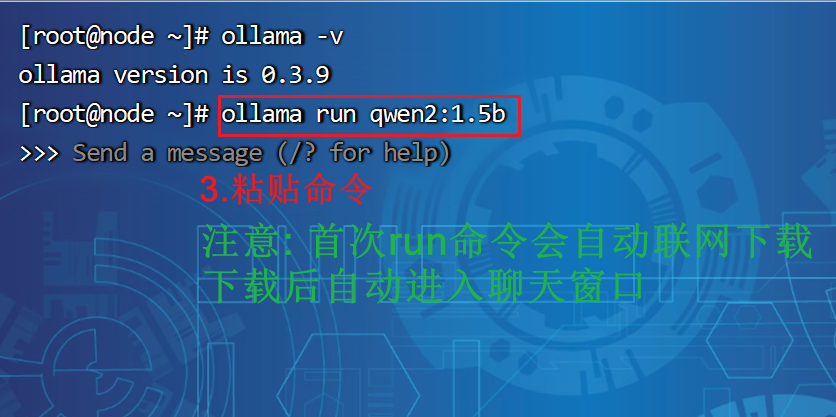 [root@node ~]# ollama -v
ollama version is 0.3.9
[root@node ~]# ollama run qwen2:1.5b
>>> Send a message (/? for help)
3.粘贴命令
注意: 首次run命令会自动联网下载
下载后自动进入聊天窗口